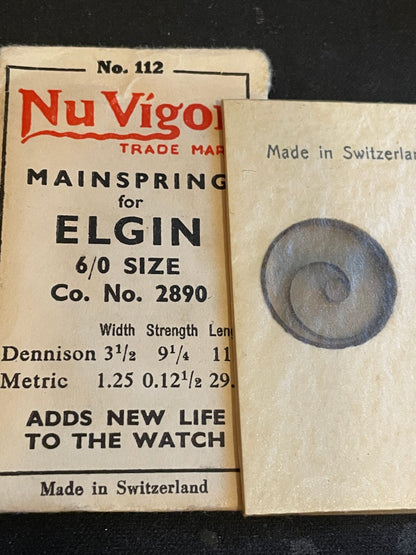 No. 112
Nu Vigor
TRADE MAR
MAINSPRING
for
ELGIN
6/0 SIZE
Co. No. 2890
Width Strength Leng
Dennison 3½ 9¼ 11
Metric 1.25 0.12½ 29.
ADDS NEW LIFE
TO THE WATCH
Made in Switzerland
Made in Switzerlan